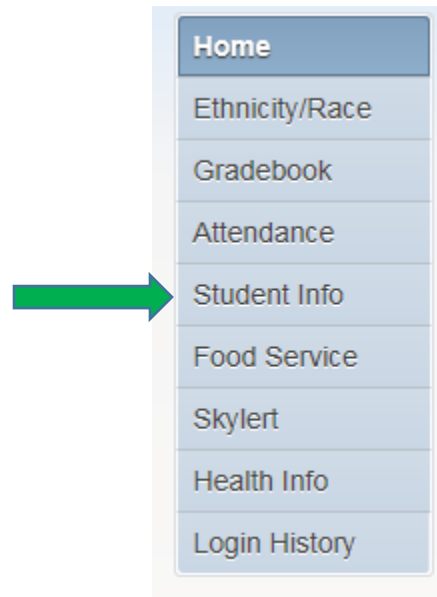 Home
Ethnicity/Race
Gradebook
Attendance
Student Info
Food Service
Skylert
Health Info
Login History